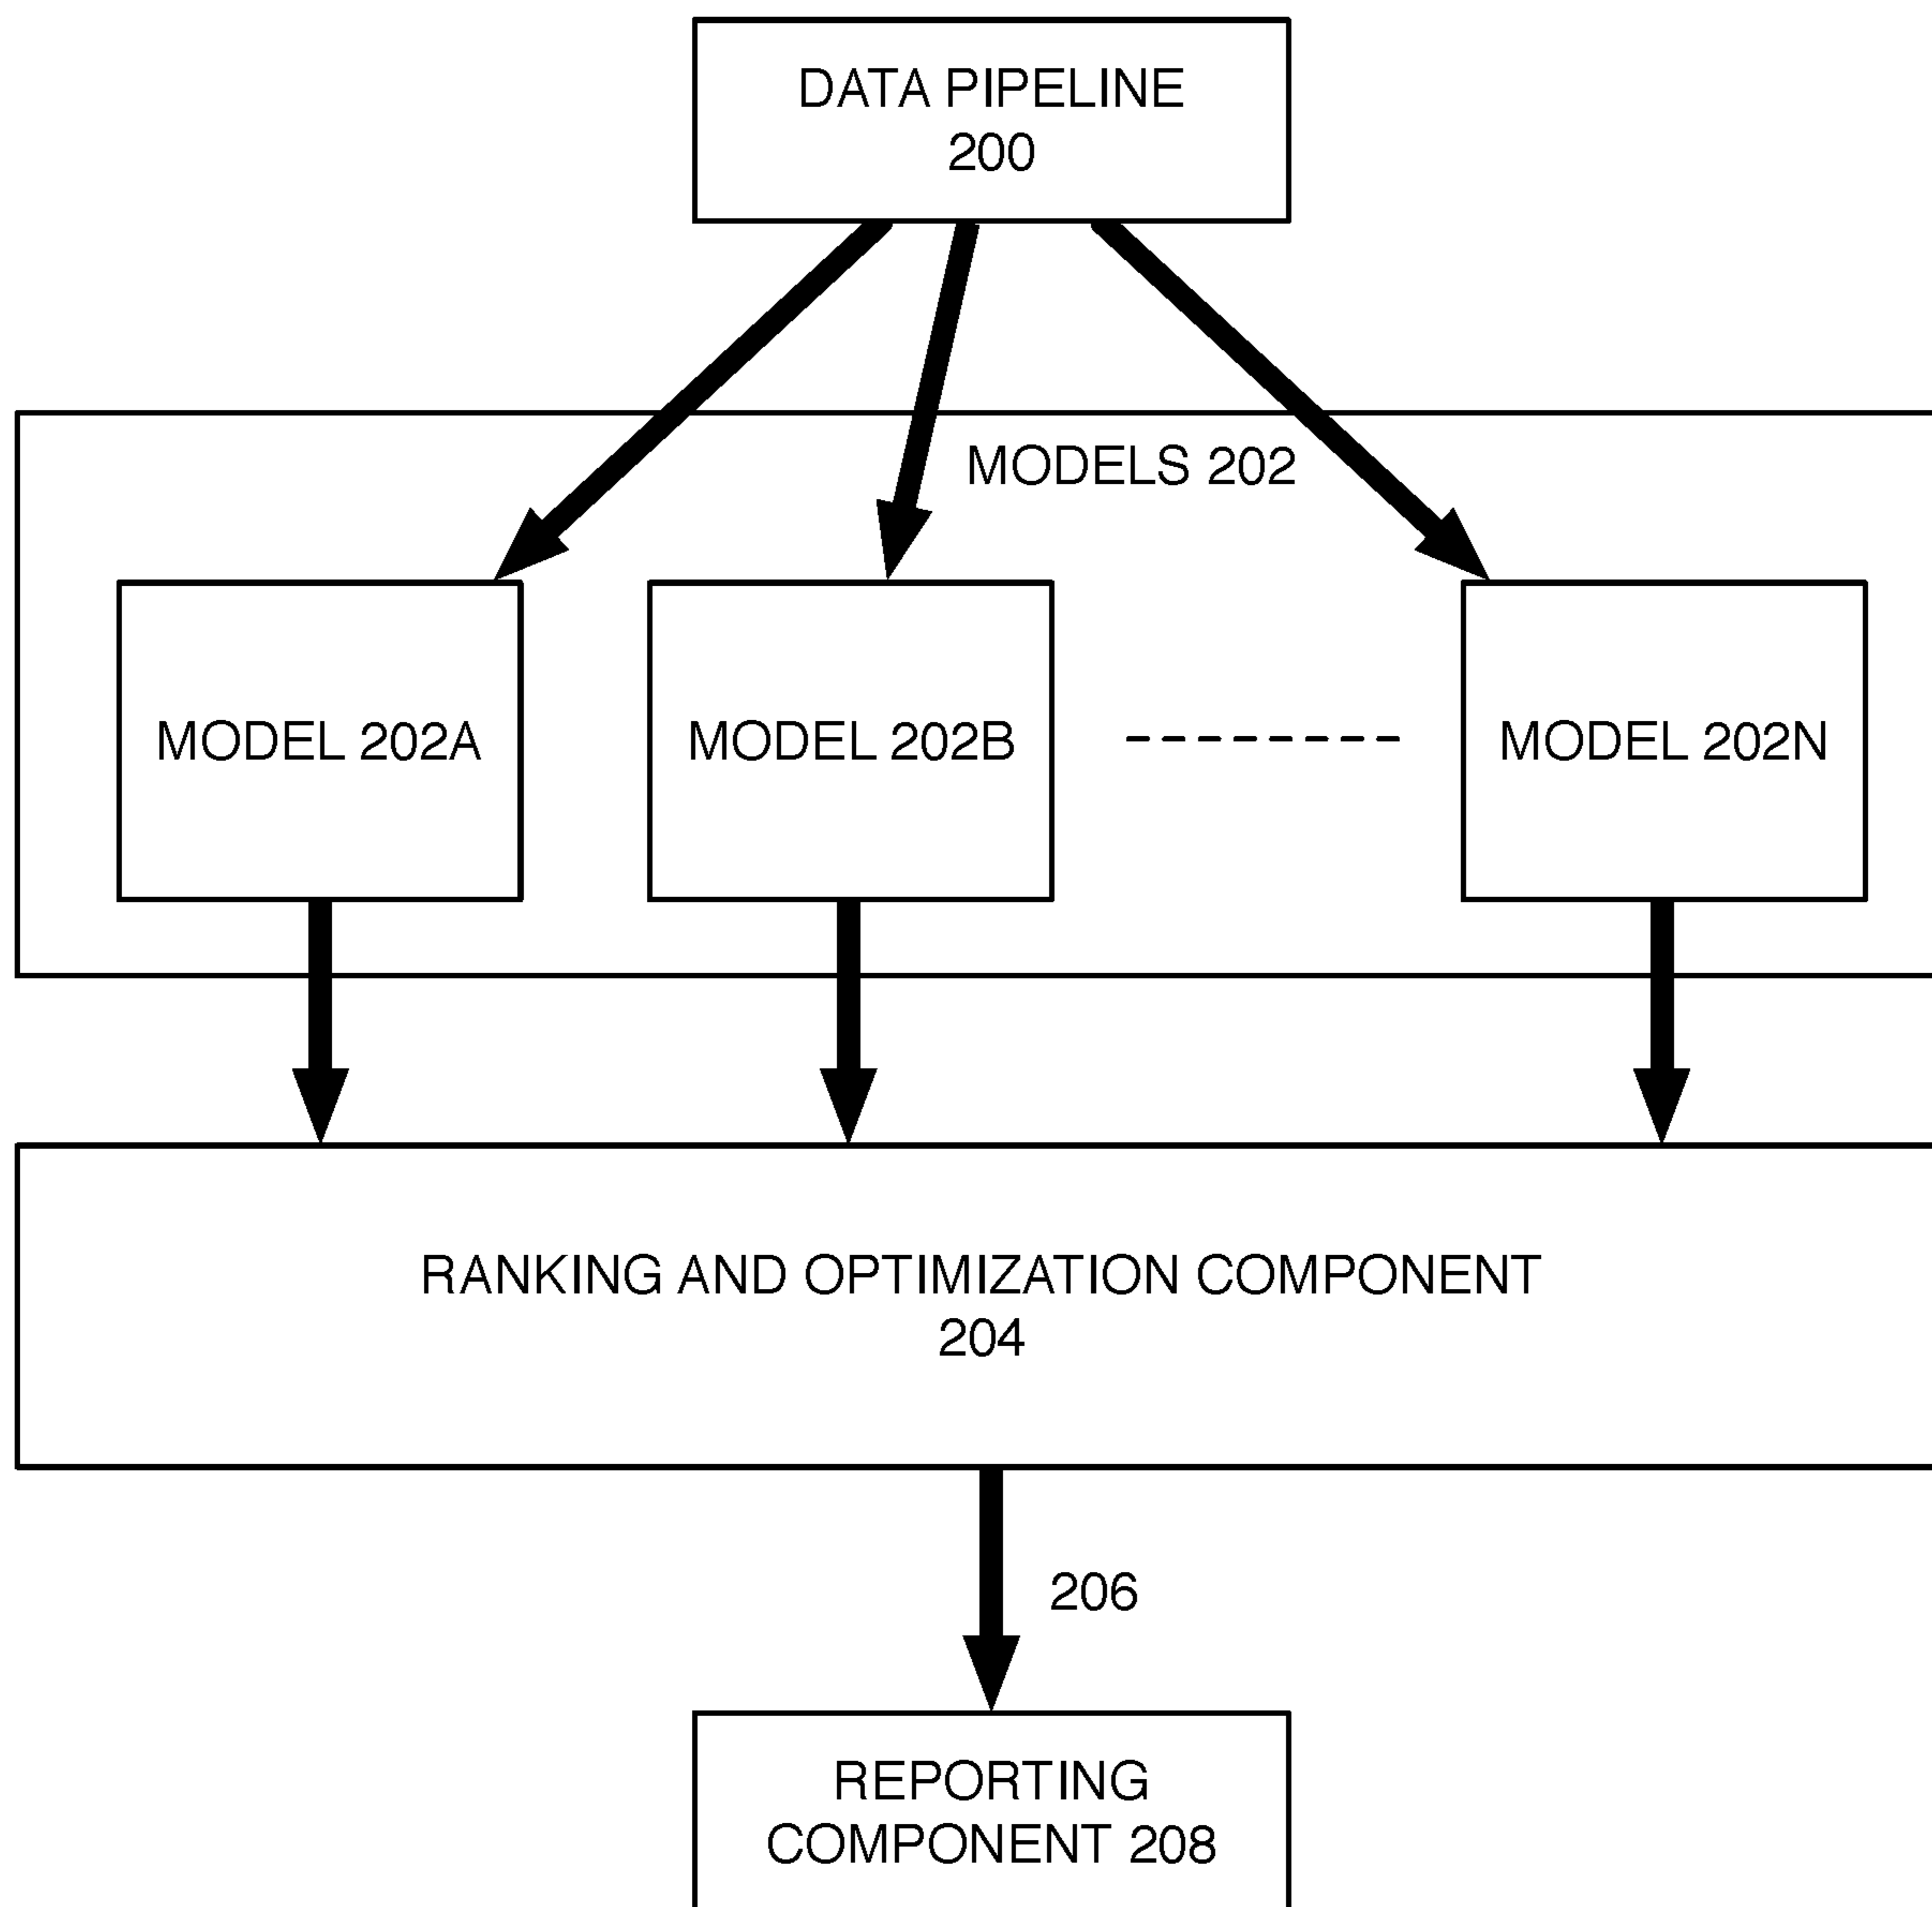 DATA PIPELINE
200
MODELS 202
MODEL 202A
MODEL 202B
MODEL 202N
RANKING AND OPTIMIZATION COMPONENT
204
206
REPORTING
COMPONENT 208